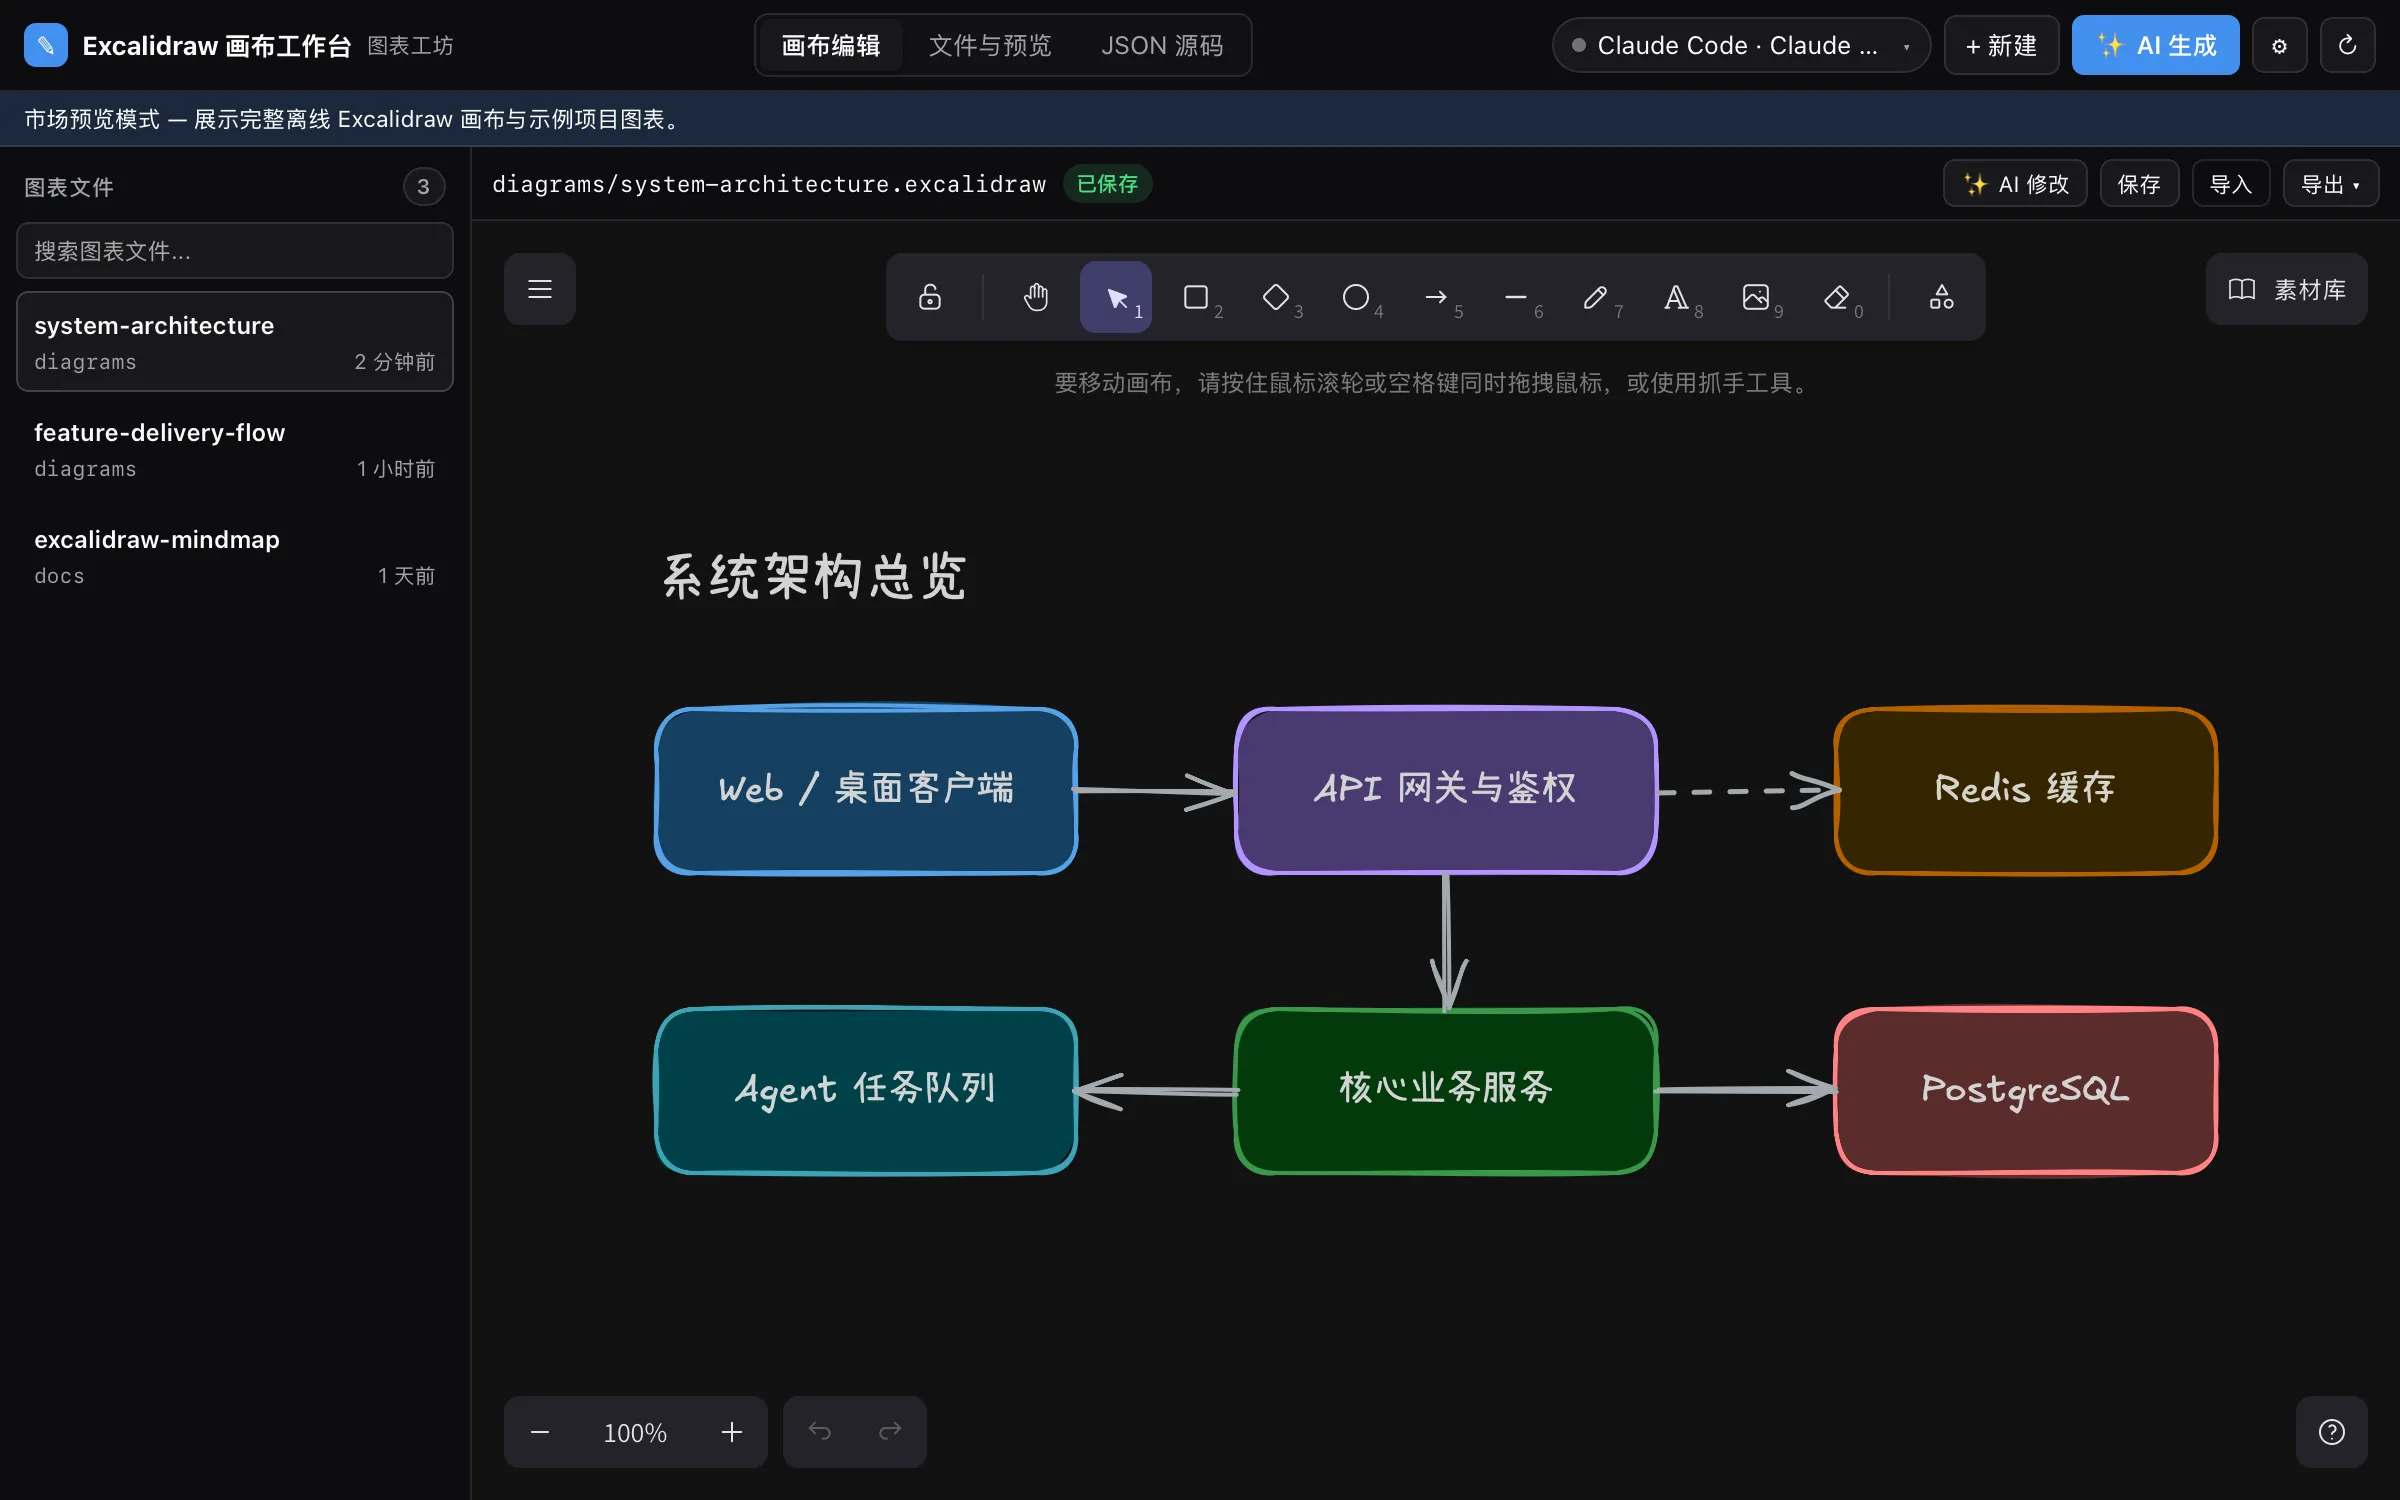 Excalidraw 画布工作台 图表工坊
画布编辑 文件与预览 JSON 源码
Claude Code · Claude ...
+ 新建
✨ AI 生成
市场预览模式 — 展示完整离线 Excalidraw 画布与示例项目图表。
图表文件 3
搜索图表文件...
system-architecture
diagrams 2 分钟前
feature-delivery-flow
diagrams 1 小时前
excalidraw-mindmap
docs 1 天前
diagrams/system-architecture.excalidraw 已保存
✨ AI 修改 保存 导入 导出
1 2 3 4 5 6 7 A 8 9 0
素材库
要移动画布，请按住鼠标滚轮或空格键同时拖拽鼠标，或使用抓手工具。
系统架构总览
Web / 桌面客户端
API 网关与鉴权
Redis 缓存
Agent 任务队列
核心业务服务
PostgreSQL
100%